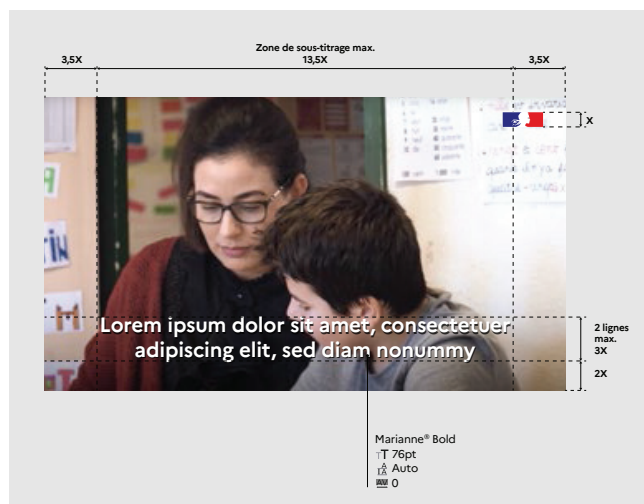 Zone de sous-titrage max.
3,5X 13,5X 3,5X
X
Lorem ipsum dolor sit amet, consectetuer
adipiscing elit, sed diam nonummy
2 lignes
max.
3X
2X
Marianne® Bold
76pt
Auto
0